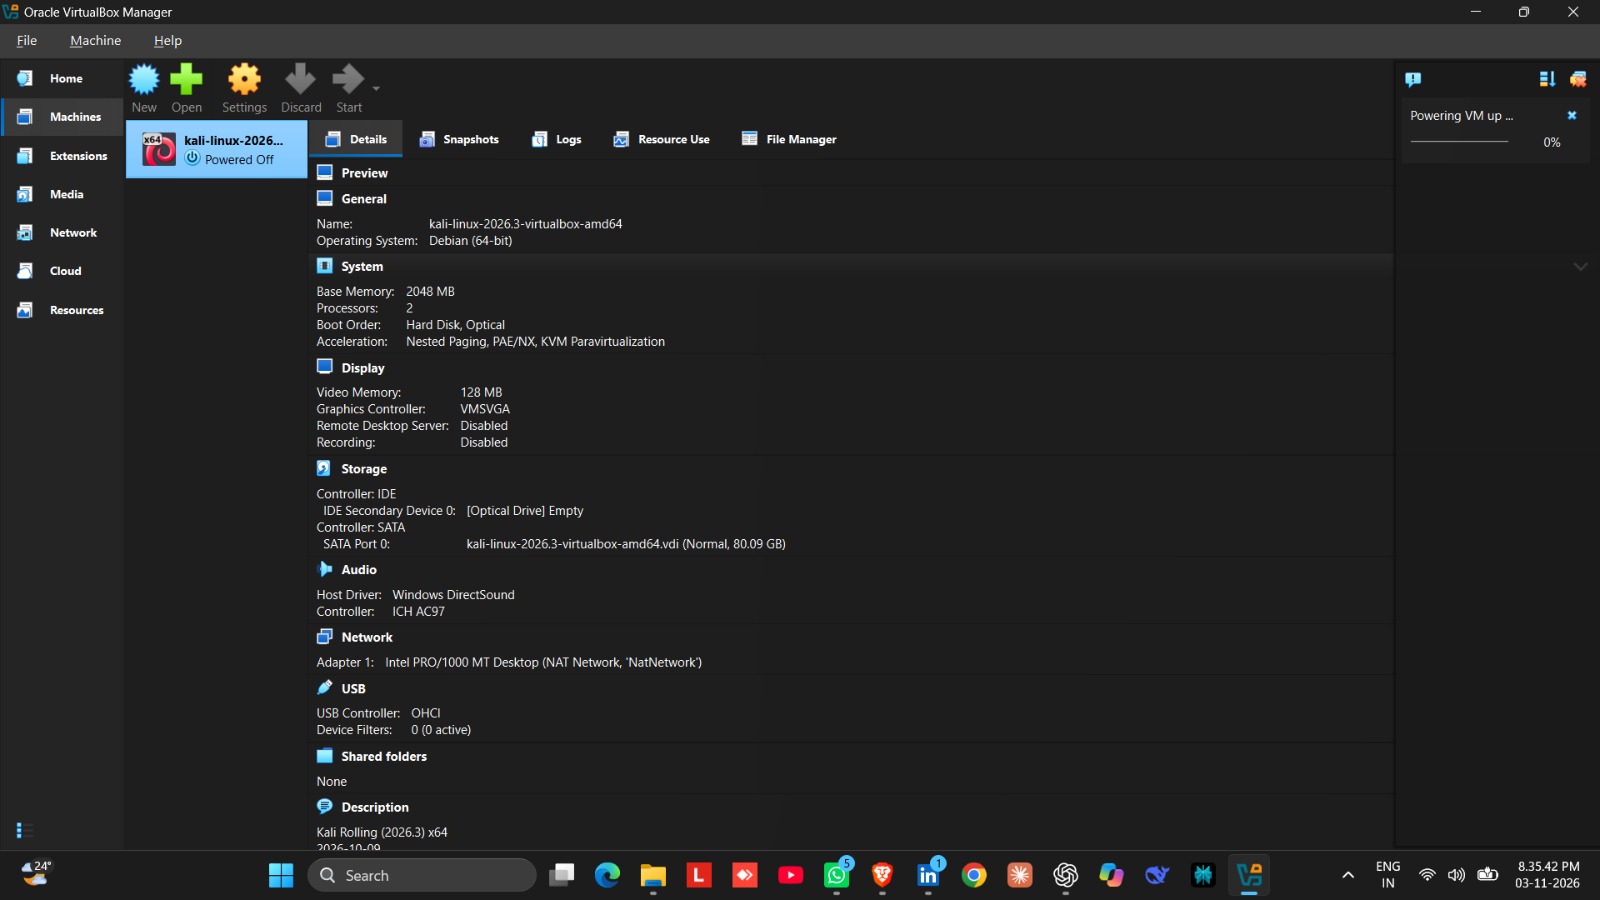 Oracle VirtualBox Manager
File Machine Help
Home
Machines
Extensions
Media
Network
Cloud
Resources
New Open Settings Discard Start
x64 kali-linux-2026...
Powered Off
Details Snapshots Logs Resource Use File Manager
Preview
General
Name: kali-linux-2026.3-virtualbox-amd64
Operating System: Debian (64-bit)
System
Base Memory: 2048 MB
Processors: 2
Boot Order: Hard Disk, Optical
Acceleration: Nested Paging, PAE/NX, KVM Paravirtualization
Display
Video Memory: 128 MB
Graphics Controller: VMSVGA
Remote Desktop Server: Disabled
Recording: Disabled
Storage
Controller: IDE
IDE Secondary Device 0: [Optical Drive] Empty
Controller: SATA
SATA Port 0: kali-linux-2026.3-virtualbox-amd64.vdi (Normal, 80.09 GB)
Audio
Host Driver: Windows DirectSound
Controller: ICH AC97
Network
Adapter 1: Intel PRO/1000 MT Desktop (NAT Network, 'NatNetwork')
USB
USB Controller: OHCI
Device Filters: 0 (0 active)
Shared folders
None
Description
Kali Rolling (2026.3) x64
2026-10-09
Powering VM up ...
0%
24°
Search
L
5
in 1
ENG
IN
8.35.42 PM
03-11-2026